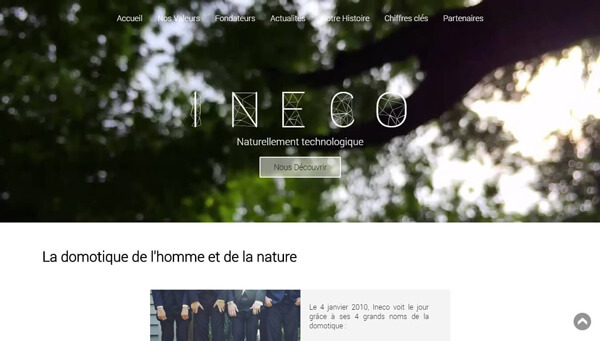 Accueil Nos Valeurs Fondateurs Actualités Notre Histoire Chiffres clés Partenaires
INECO
Naturellement technologique
Nous Découvrir
La domotique de l'homme et de la nature
Le 4 janvier 2010, Ineco voit le jour
grâce à ses 4 grands noms de la
domotique :